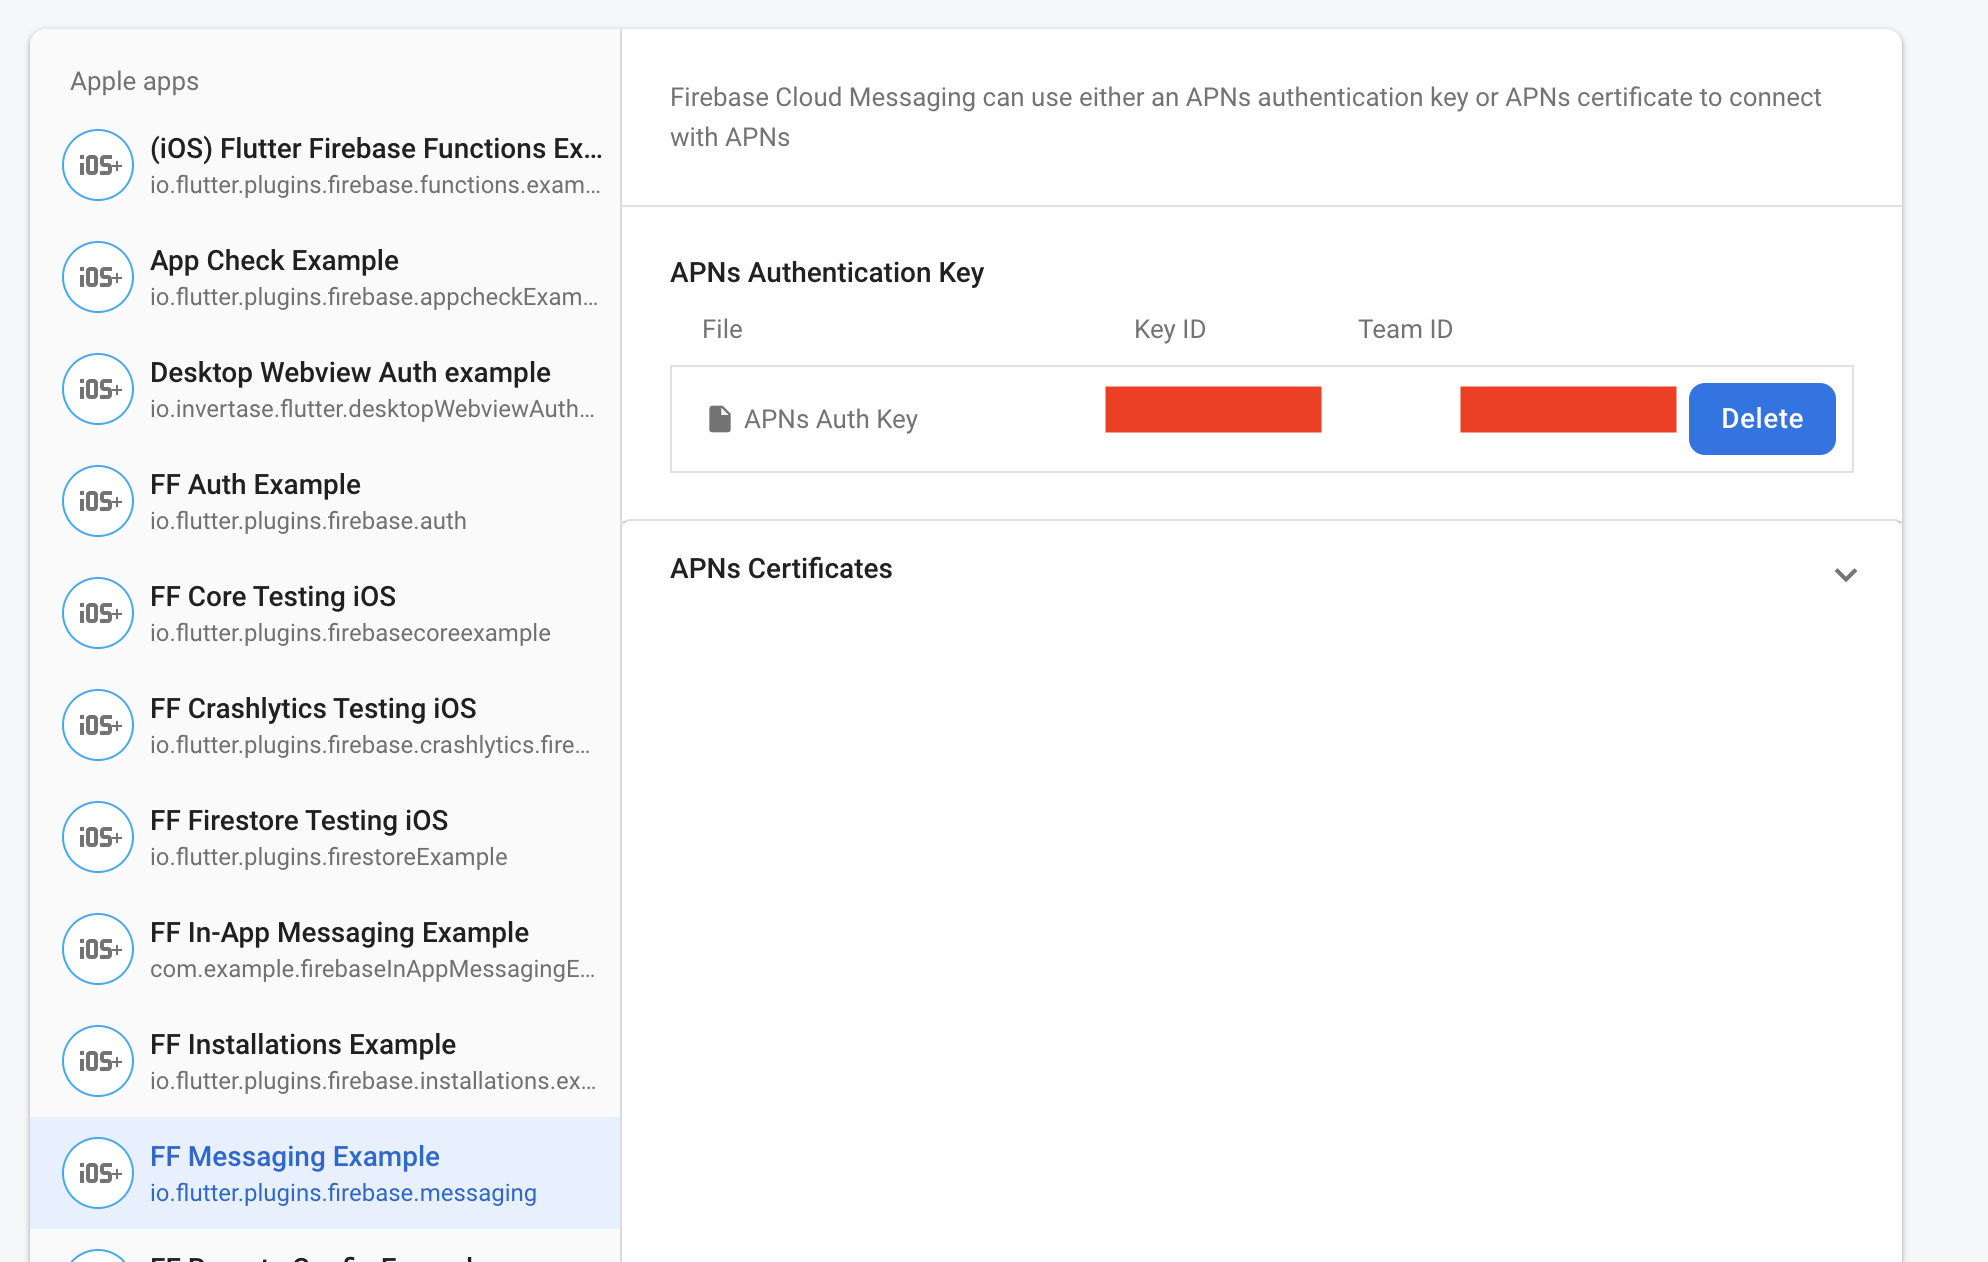 Apple apps
iOS+
(iOS) Flutter Firebase Functions Ex...
io.flutter.plugins.firebase.functions.exam...
iOS+
App Check Example
io.flutter.plugins.firebase.appcheckExam...
iOS+
Desktop Webview Auth example
io.invertase.flutter.desktopWebviewAuth...
iOS+
FF Auth Example
io.flutter.plugins.firebase.auth
iOS+
FF Core Testing iOS
io.flutter.plugins.firebasecoreexample
iOS+
FF Crashlytics Testing iOS
io.flutter.plugins.firebase.crashlytics.fire...
iOS+
FF Firestore Testing iOS
io.flutter.plugins.firestoreExample
iOS+
FF In-App Messaging Example
com.example.firebaseInAppMessagingE...
iOS+
FF Installations Example
io.flutter.plugins.firebase.installations.ex...
iOS+
FF Messaging Example
io.flutter.plugins.firebase.messaging
Firebase Cloud Messaging can use either an APNs authentication key or APNs certificate to connect
with APNs
APNs Authentication Key
File Key ID Team ID
APNs Auth Key Delete
APNs Certificates